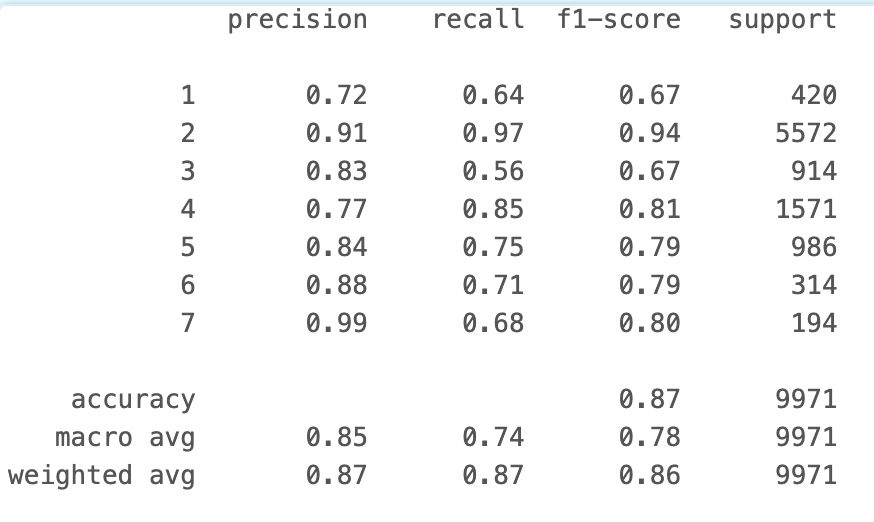 precision recall f1-score support
1 0.72 0.64 0.67 420
2 0.91 0.97 0.94 5572
3 0.83 0.56 0.67 914
4 0.77 0.85 0.81 1571
5 0.84 0.75 0.79 986
6 0.88 0.71 0.79 314
7 0.99 0.68 0.80 194
accuracy 0.87 9971
macro avg 0.85 0.74 0.78 9971
weighted avg 0.87 0.87 0.86 9971